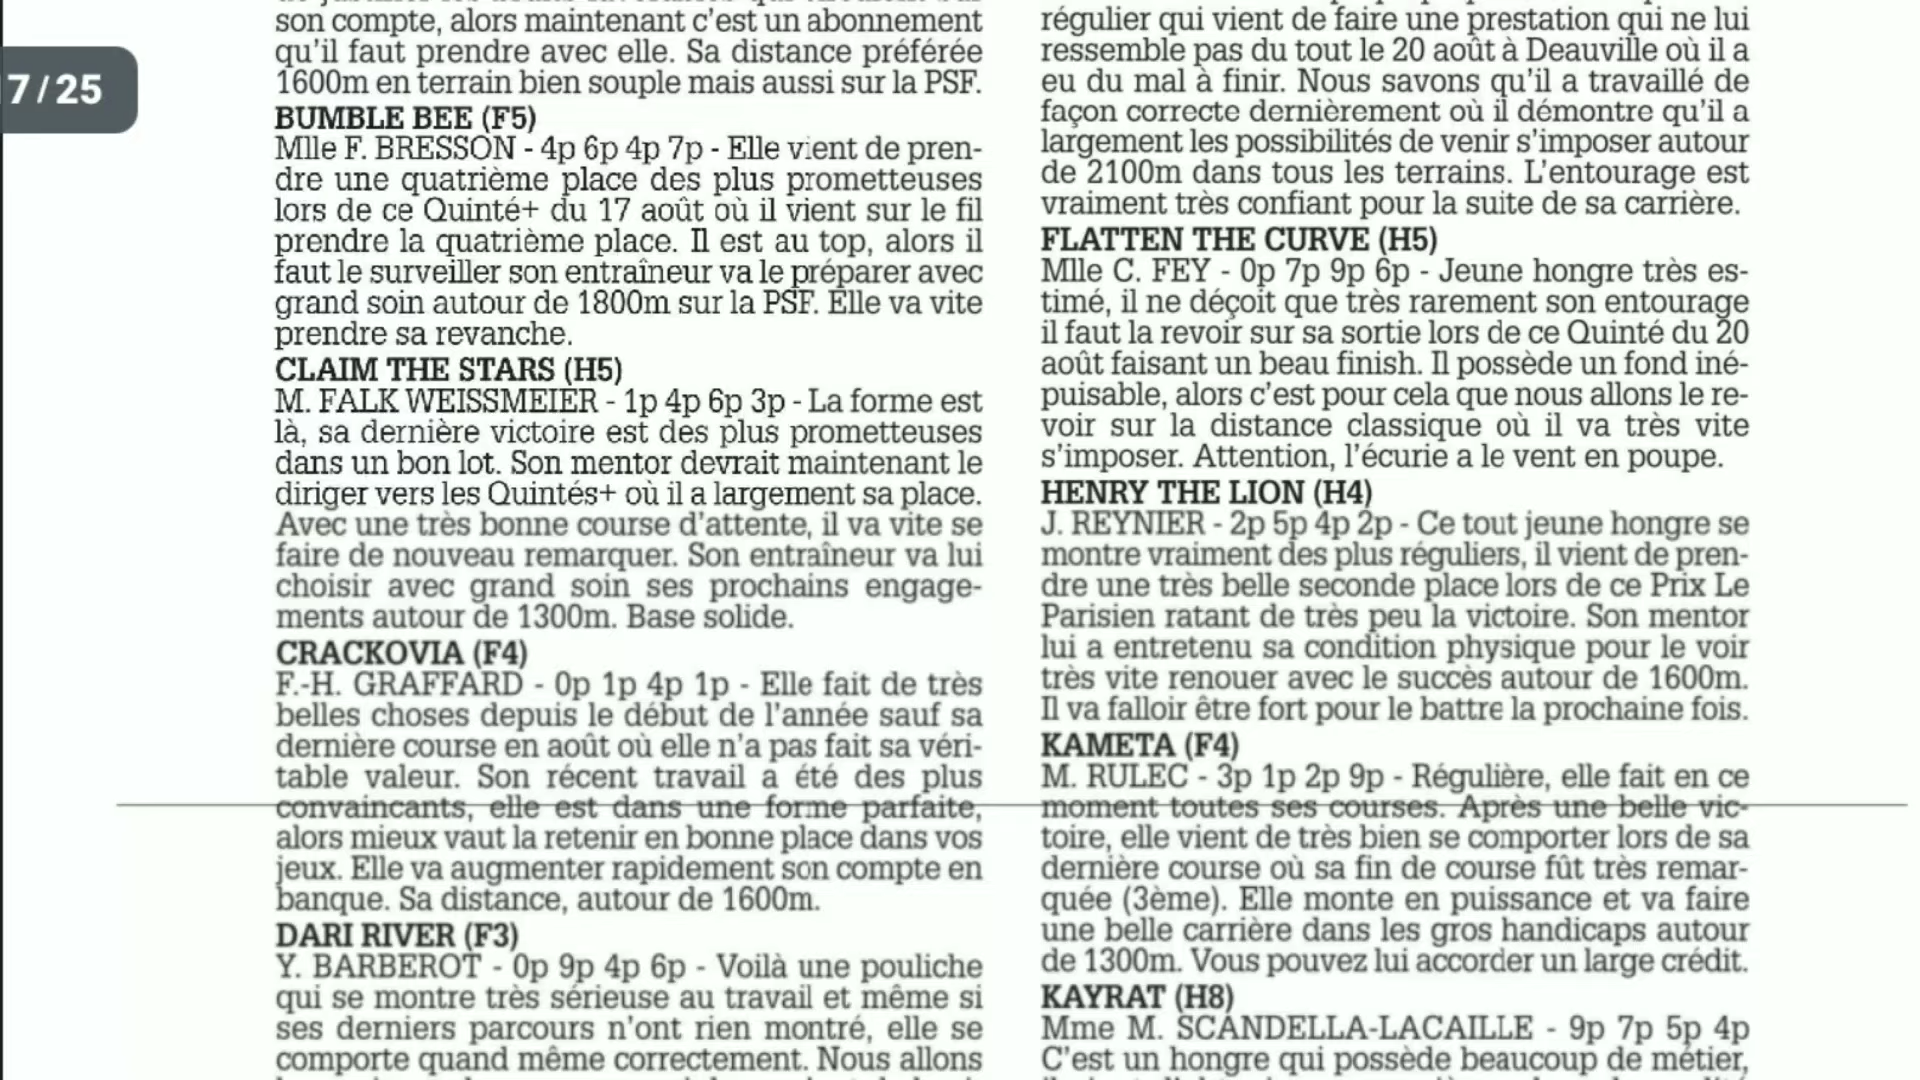 7/25
son compte, alors maintenant c’est un abonnement
qu’il faut prendre avec elle. Sa distance préférée
1600m en terrain bien souple mais aussi sur la PSF.
BUMBLE BEE (F5)
Mlle F. BRESSON - 4p 6p 4p 7p - Elle vient de pren-
dre une quatrième place des plus prometteuses
lors de ce Quinté+ du 17 août où il vient sur le fil
prendre la quatrième place. Il est au top, alors il
faut le surveiller son entraîneur va le préparer avec
grand soin autour de 1800m sur la PSF. Elle va vite
prendre sa revanche.
CLAIM THE STARS (H5)
M. FALK WEISSMEIER - 1p 4p 6p 3p - La forme est
là, sa dernière victoire est des plus prometteuses
dans un bon lot. Son mentor devrait maintenant le
diriger vers les Quintés+ où il a largement sa place.
Avec une très bonne course d’attente, il va vite se
faire de nouveau remarquer. Son entraîneur va lui
choisir avec grand soin ses prochains engage-
ments autour de 1300m. Base solide.
CRACKOVIA (F4)
F.-H. GRAFFARD - 0p 1p 4p 1p - Elle fait de très
belles choses depuis le début de l’année sauf sa
dernière course en août où elle n’a pas fait sa véri-
table valeur. Son récent travail a été des plus
convaincants, elle est dans une forme parfaite,
alors mieux vaut la retenir en bonne place dans vos
jeux. Elle va augmenter rapidement son compte en
banque. Sa distance, autour de 1600m.
DARI RIVER (F3)
Y. BARBEROT - 0p 9p 4p 6p - Voilà une pouliche
qui se montre très sérieuse au travail et même si
ses derniers parcours n’ont rien montré, elle se
comporte quand même correctement. Nous allons
régulier qui vient de faire une prestation qui ne lui
ressemble pas du tout le 20 août à Deauville où il a
eu du mal à finir. Nous savons qu’il a travaillé de
façon correcte dernièrement où il démontre qu’il a
largement les possibilités de venir s’imposer autour
de 2100m dans tous les terrains. L’entourage est
vraiment très confiant pour la suite de sa carrière.
FLATTEN THE CURVE (H5)
Mlle C. FEY - 0p 7p 9p 6p - Jeune hongre très es-
timé, il ne déçoit que très rarement son entourage
il faut la revoir sur sa sortie lors de ce Quinté du 20
août faisant un beau finish. Il possède un fond iné-
puisable, alors c’est pour cela que nous allons le re-
voir sur la distance classique où il va très vite
s’imposer. Attention, l’écurie a le vent en poupe.
HENRY THE LION (H4)
J. REYNIER - 2p 5p 4p 2p - Ce tout jeune hongre se
montre vraiment des plus réguliers, il vient de pren-
dre une très belle seconde place lors de ce Prix Le
Parisien ratant de très peu la victoire. Son mentor
lui a entretenu sa condition physique pour le voir
très vite renouer avec le succès autour de 1600m.
Il va falloir être fort pour le battre la prochaine fois.
KAMETA (F4)
M. RULEC - 3p 1p 2p 9p - Régulière, elle fait en ce
moment toutes ses courses. Après une belle vic-
toire, elle vient de très bien se comporter lors de sa
dernière course où sa fin de course fût très remar-
quée (3ème). Elle monte en puissance et va faire
une belle carrière dans les gros handicaps autour
de 1300m. Vous pouvez lui accorder un large crédit.
KAYRAT (H8)
Mme M. SCANDELLA-LACAILLE - 9p 7p 5p 4p
C’est un hongre qui possède beaucoup de métier,